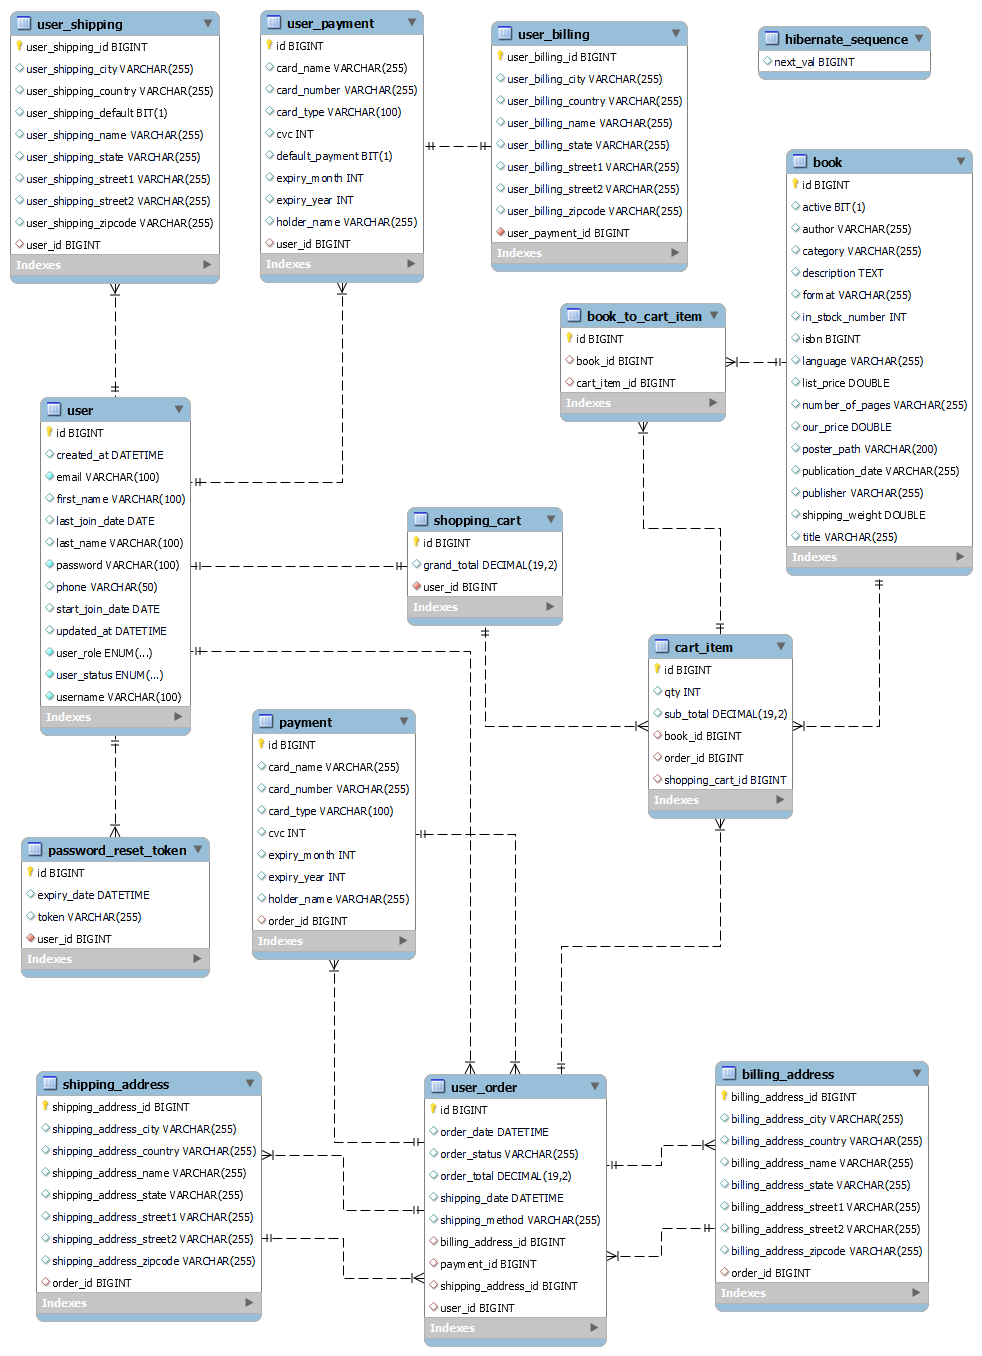 user_shipping
user_shipping_id BIGINT
user_shipping_city VARCHAR(255)
user_shipping_country VARCHAR(255)
user_shipping_default BIT(1)
user_shipping_name VARCHAR(255)
user_shipping_state VARCHAR(255)
user_shipping_street1 VARCHAR(255)
user_shipping_street2 VARCHAR(255)
user_shipping_zipcode VARCHAR(255)
user_id BIGINT
Indexes
user_payment
id BIGINT
card_name VARCHAR(255)
card_number VARCHAR(255)
card_type VARCHAR(100)
cvc INT
default_payment BIT(1)
expiry_month INT
expiry_year INT
holder_name VARCHAR(255)
user_id BIGINT
Indexes
user_billing
user_billing_id BIGINT
user_billing_city VARCHAR(255)
user_billing_country VARCHAR(255)
user_billing_name VARCHAR(255)
user_billing_state VARCHAR(255)
user_billing_street1 VARCHAR(255)
user_billing_street2 VARCHAR(255)
user_billing_zipcode VARCHAR(255)
user_payment_id BIGINT
Indexes
hibernate_sequence
next_val BIGINT
book
id BIGINT
active BIT(1)
author VARCHAR(255)
category VARCHAR(255)
description TEXT
format VARCHAR(255)
in_stock_number INT
isbn BIGINT
language VARCHAR(255)
list_price DOUBLE
number_of_pages VARCHAR(255)
our_price DOUBLE
poster_path VARCHAR(200)
publication_date VARCHAR(255)
publisher VARCHAR(255)
shipping_weight DOUBLE
title VARCHAR(255)
Indexes
book_to_cart_item
id BIGINT
book_id BIGINT
cart_item_id BIGINT
Indexes
user
id BIGINT
created_at DATETIME
email VARCHAR(100)
first_name VARCHAR(100)
last_join_date DATE
last_name VARCHAR(100)
password VARCHAR(100)
phone VARCHAR(50)
start_join_date DATE
updated_at DATETIME
user_role ENUM(...)
user_status ENUM(...)
username VARCHAR(100)
Indexes
shopping_cart
id BIGINT
grand_total DECIMAL(19,2)
user_id BIGINT
Indexes
cart_item
id BIGINT
qty INT
sub_total DECIMAL(19,2)
book_id BIGINT
order_id BIGINT
shopping_cart_id BIGINT
Indexes
payment
id BIGINT
card_name VARCHAR(255)
card_number VARCHAR(255)
card_type VARCHAR(100)
cvc INT
expiry_month INT
expiry_year INT
holder_name VARCHAR(255)
order_id BIGINT
Indexes
password_reset_token
id BIGINT
expiry_date DATETIME
token VARCHAR(255)
user_id BIGINT
Indexes
shipping_address
shipping_address_id BIGINT
shipping_address_city VARCHAR(255)
shipping_address_country VARCHAR(255)
shipping_address_name VARCHAR(255)
shipping_address_state VARCHAR(255)
shipping_address_street1 VARCHAR(255)
shipping_address_street2 VARCHAR(255)
shipping_address_zipcode VARCHAR(255)
order_id BIGINT
Indexes
user_order
id BIGINT
order_date DATETIME
order_status VARCHAR(255)
order_total DECIMAL(19,2)
shipping_date DATETIME
shipping_method VARCHAR(255)
billing_address_id BIGINT
payment_id BIGINT
shipping_address_id BIGINT
user_id BIGINT
Indexes
billing_address
billing_address_id BIGINT
billing_address_city VARCHAR(255)
billing_address_country VARCHAR(255)
billing_address_name VARCHAR(255)
billing_address_state VARCHAR(255)
billing_address_street1 VARCHAR(255)
billing_address_street2 VARCHAR(255)
billing_address_zipcode VARCHAR(255)
order_id BIGINT
Indexes